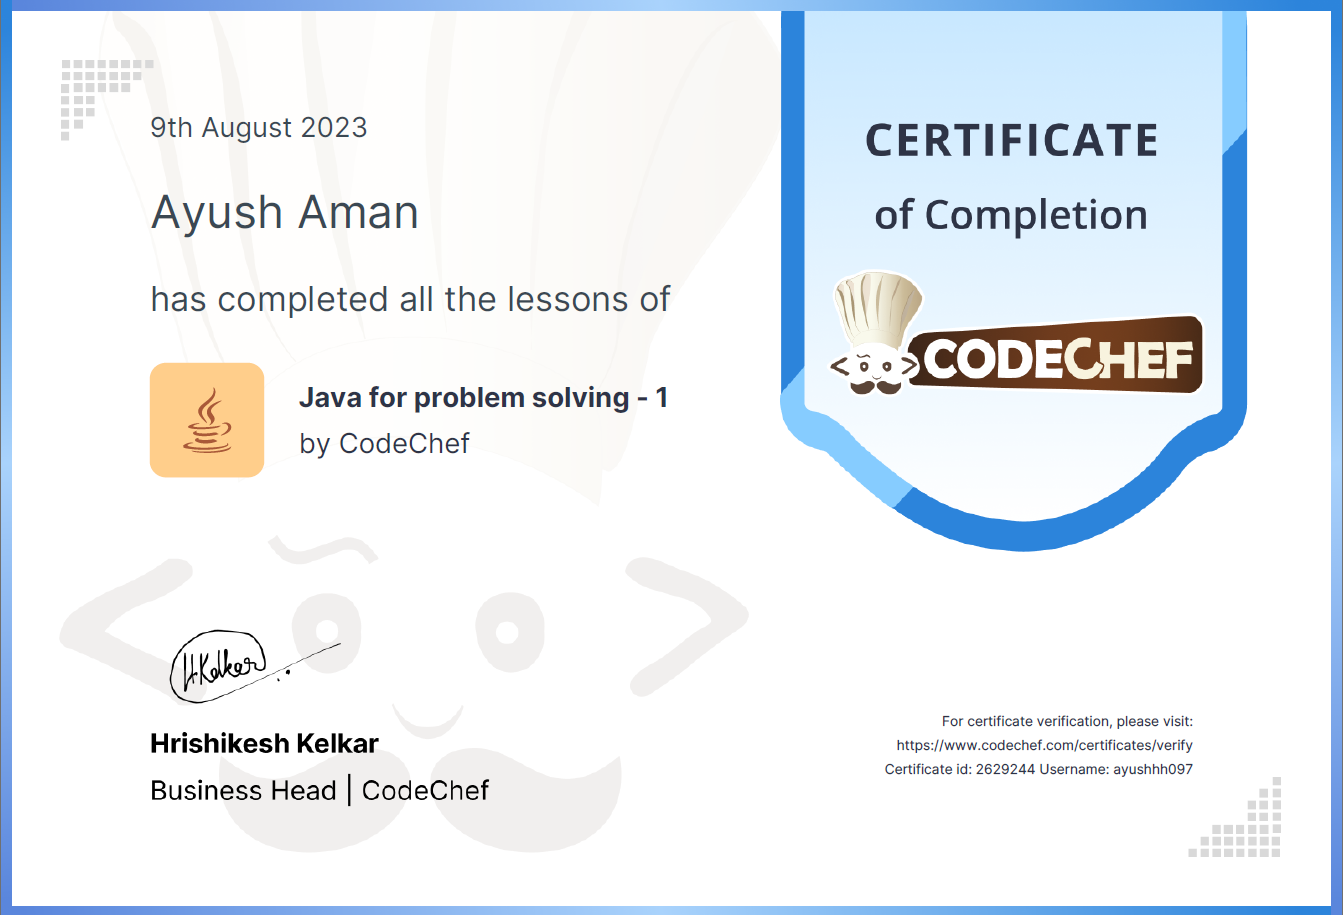 9th August 2023
Ayush Aman
has completed all the lessons of
Java for problem solving - 1
by CodeChef
H.Kelkar
Hrishikesh Kelkar
Business Head | CodeChef
CERTIFICATE
of Completion
CODECHEF
For certificate verification, please visit:
https://www.codechef.com/certificates/verify
Certificate id: 2629244 Username: ayushhh097